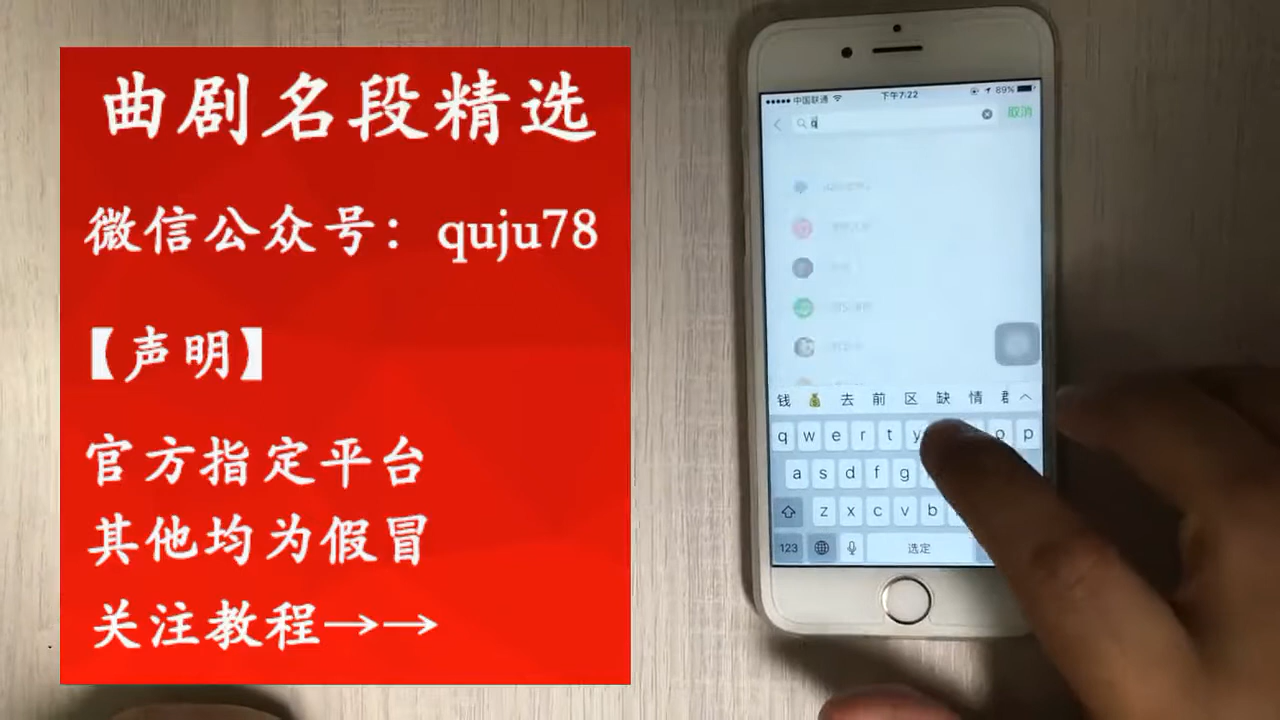 曲剧名段精选
微信公众号：quju78
【声明】
官方指定平台
其他均为假冒
关注教程→→
中国联通 下午7:22 89%
q 取消
钱 去 前 区 缺 情
q w e r t y o p
a s d f g
z x c v b
123 选定